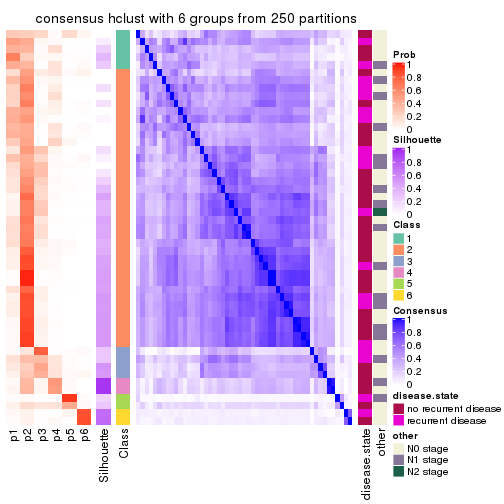 consensus hclust with 6 groups from 250 partitions
Prob
1
0.8
0.6
0.4
0.2
0
Silhouette
1
0.8
0.6
0.4
0.2
0
Class
1
2
3
4
5
6
Consensus
1
0.8
0.6
0.4
0.2
0
disease.state
no recurrent disease
recurrent disease
other
N0 stage
N1 stage
N2 stage
p1
p2
p3
p4
p5
p6
Silhouette
Class
disease.state
other